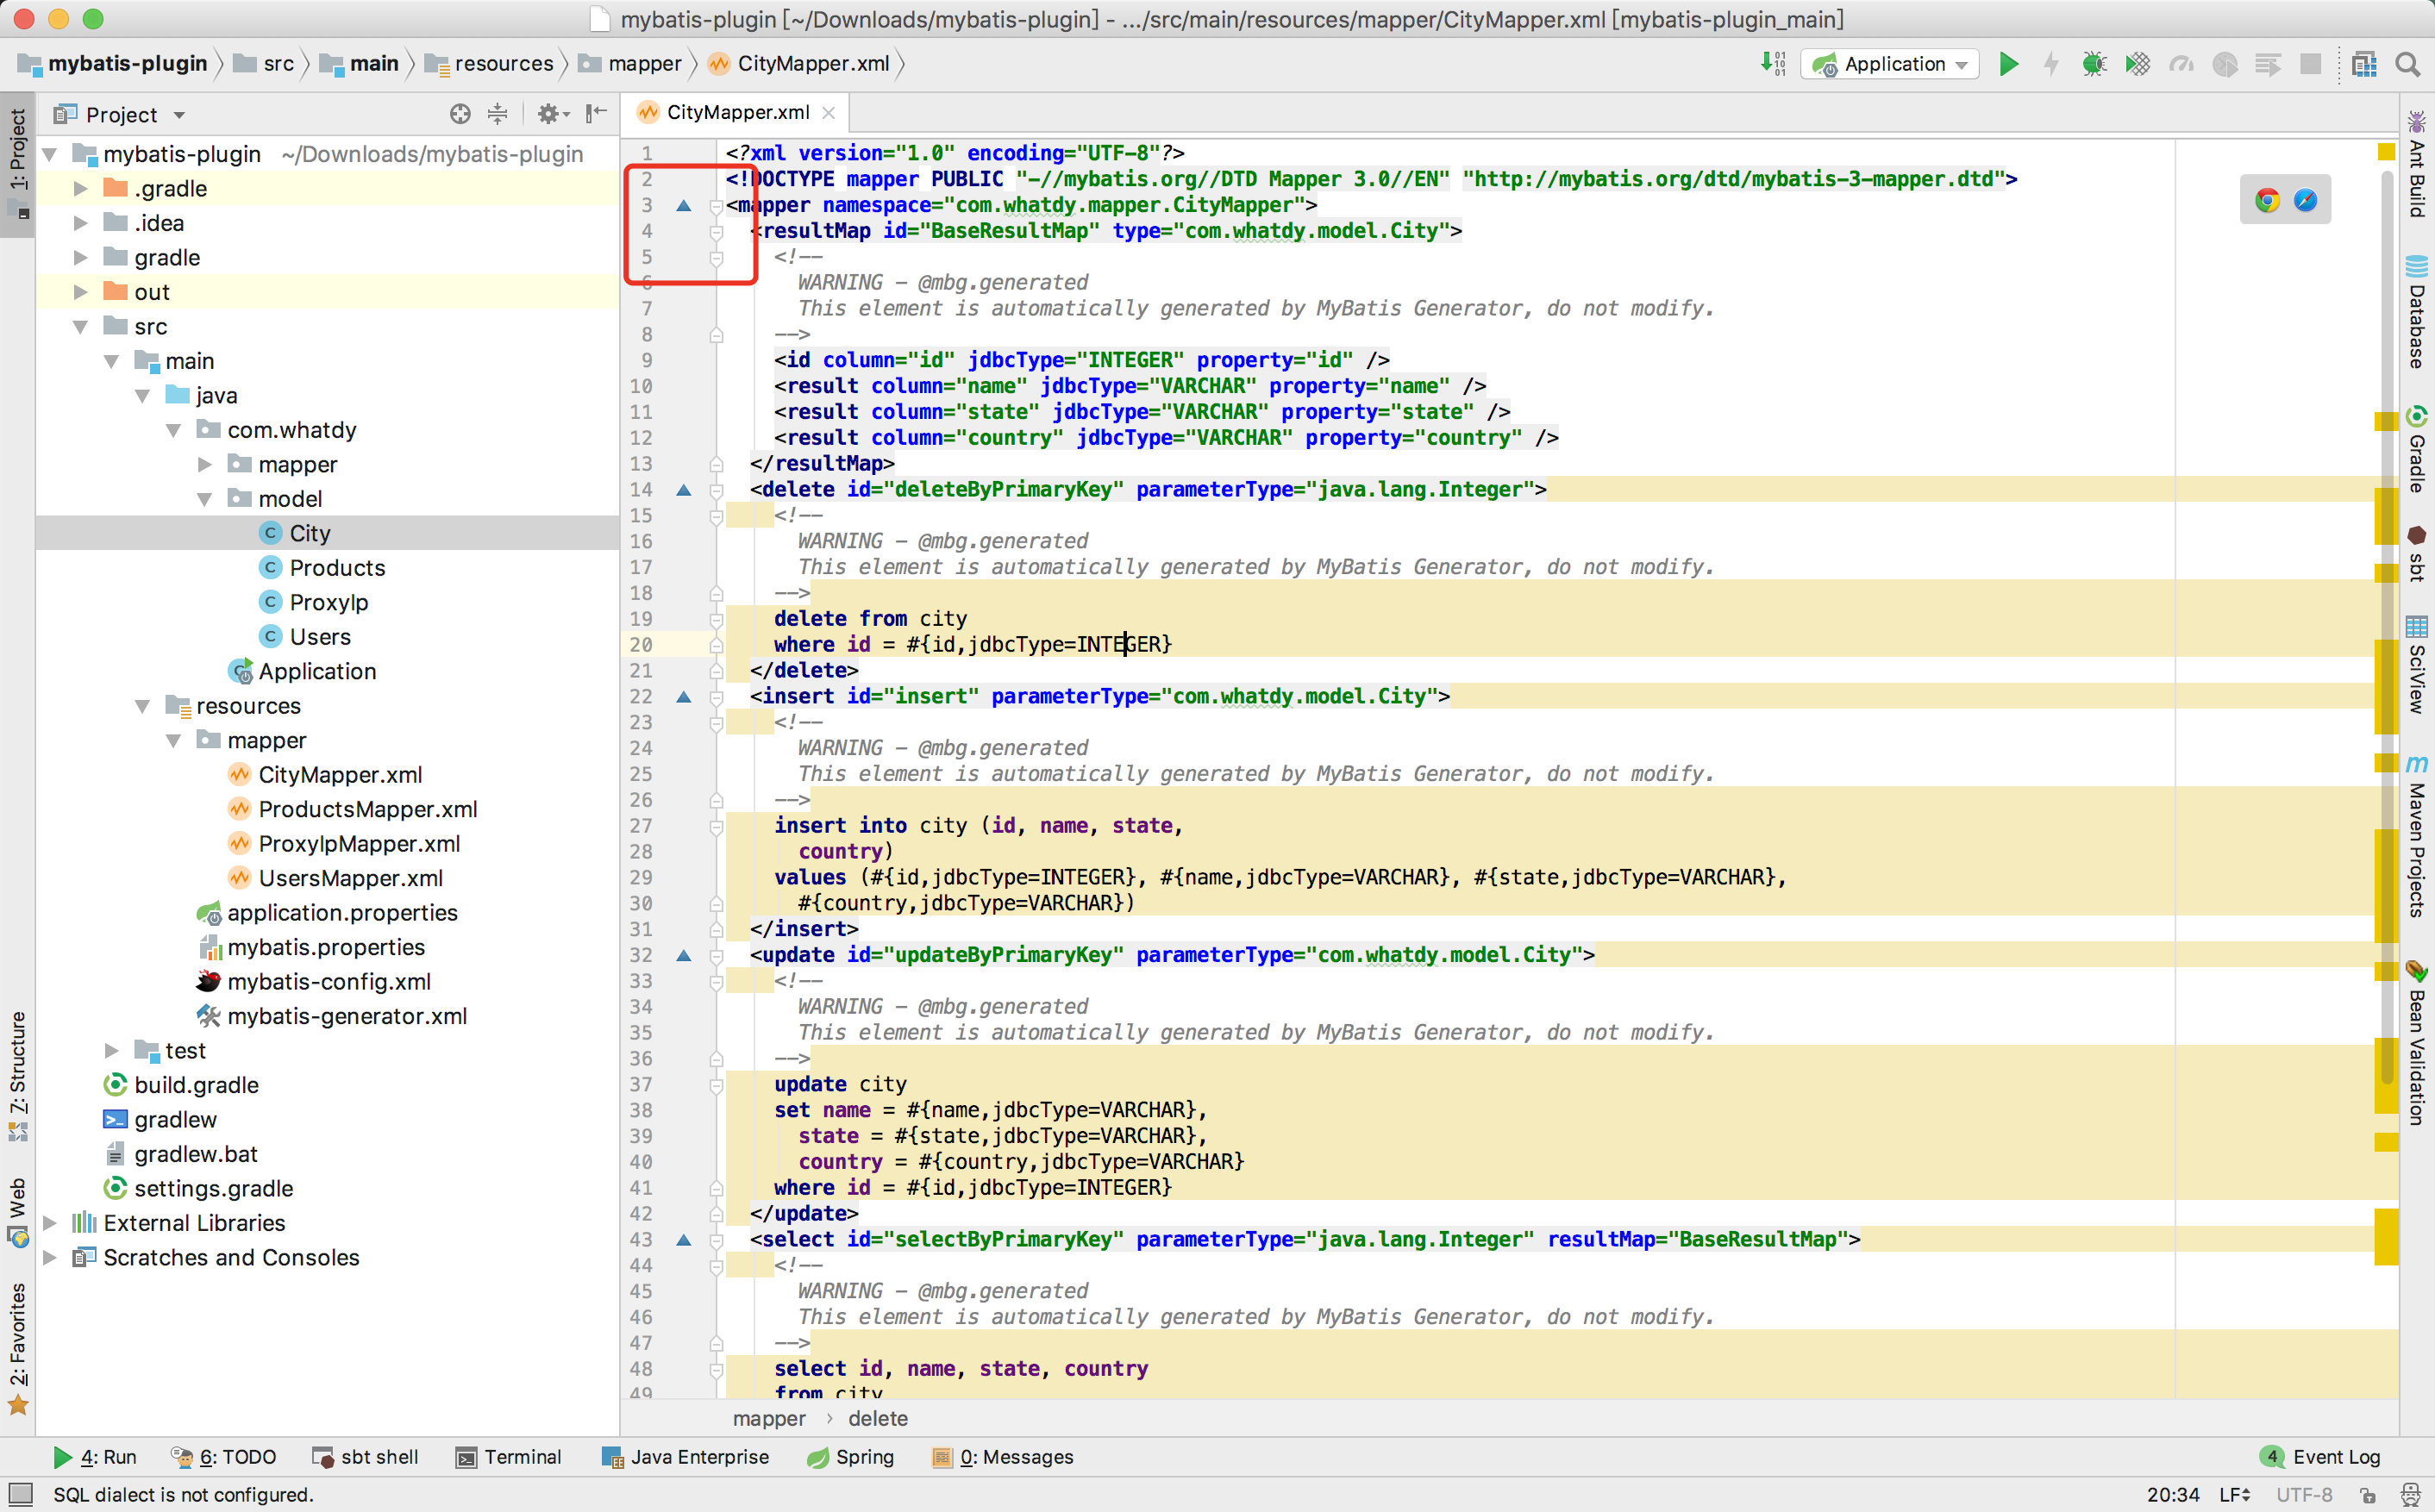 mybatis-plugin [~/Downloads/mybatis-plugin] - .../src/main/resources/mapper/CityMapper.xml [mybatis-plugin_main]
mybatis-plugin src main resources mapper CityMapper.xml
Application
Project
CityMapper.xml
1: Project
Z: Structure
Web
2: Favorites
mybatis-plugin ~/Downloads/mybatis-plugin
.gradle
.idea
gradle
out
src
main
java
com.whatdy
mapper
model
City
Products
ProxyIp
Users
Application
resources
mapper
CityMapper.xml
ProductsMapper.xml
ProxyIpMapper.xml
UsersMapper.xml
application.properties
mybatis.properties
mybatis-config.xml
mybatis-generator.xml
test
build.gradle
gradlew
gradlew.bat
settings.gradle
External Libraries
Scratches and Consoles
1 <?xml version="1.0" encoding="UTF-8"?>
2 <!DOCTYPE mapper PUBLIC "-//mybatis.org//DTD Mapper 3.0//EN" "http://mybatis.org/dtd/mybatis-3-mapper.dtd">
3 <mapper namespace="com.whatdy.mapper.CityMapper">
4 <resultMap id="BaseResultMap" type="com.whatdy.model.City">
5 <!--
6 WARNING - @mbg.generated
7 This element is automatically generated by MyBatis Generator, do not modify.
8 -->
9 <id column="id" jdbcType="INTEGER" property="id" />
10 <result column="name" jdbcType="VARCHAR" property="name" />
11 <result column="state" jdbcType="VARCHAR" property="state" />
12 <result column="country" jdbcType="VARCHAR" property="country" />
13 </resultMap>
14 <delete id="deleteByPrimaryKey" parameterType="java.lang.Integer">
15 <!--
16 WARNING - @mbg.generated
17 This element is automatically generated by MyBatis Generator, do not modify.
18 -->
19 delete from city
20 where id = #{id,jdbcType=INTEGER}
21 </delete>
22 <insert id="insert" parameterType="com.whatdy.model.City">
23 <!--
24 WARNING - @mbg.generated
25 This element is automatically generated by MyBatis Generator, do not modify.
26 -->
27 insert into city (id, name, state,
28 country)
29 values (#{id,jdbcType=INTEGER}, #{name,jdbcType=VARCHAR}, #{state,jdbcType=VARCHAR},
30 #{country,jdbcType=VARCHAR})
31 </insert>
32 <update id="updateByPrimaryKey" parameterType="com.whatdy.model.City">
33 <!--
34 WARNING - @mbg.generated
35 This element is automatically generated by MyBatis Generator, do not modify.
36 -->
37 update city
38 set name = #{name,jdbcType=VARCHAR},
39 state = #{state,jdbcType=VARCHAR},
40 country = #{country,jdbcType=VARCHAR}
41 where id = #{id,jdbcType=INTEGER}
42 </update>
43 <select id="selectByPrimaryKey" parameterType="java.lang.Integer" resultMap="BaseResultMap">
44 <!--
45 WARNING - @mbg.generated
46 This element is automatically generated by MyBatis Generator, do not modify.
47 -->
48 select id, name, state, country
49 from city
mapper › delete
Ant Build
Database
Gradle
sbt
SciView
Maven Projects
Bean Validation
4: Run 6: TODO sbt shell Terminal Java Enterprise Spring 0: Messages 4 Event Log
SQL dialect is not configured. 20:34 LF UTF-8